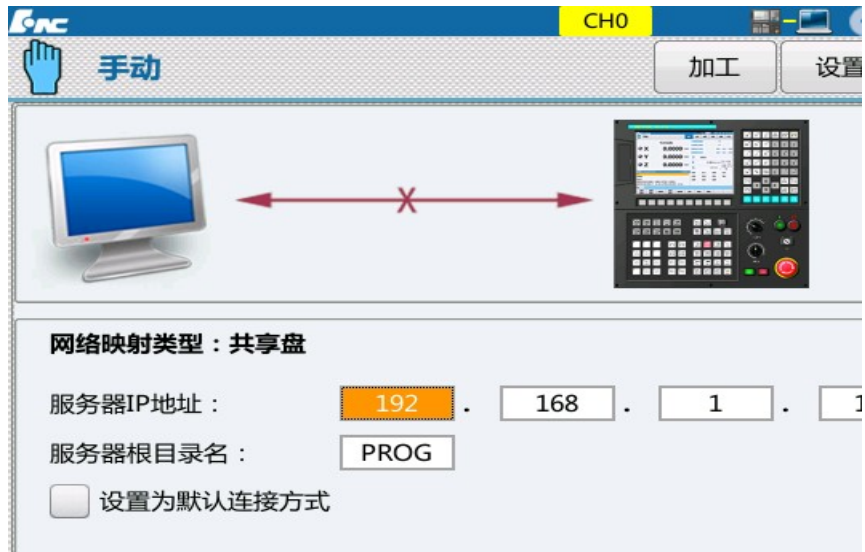 CH0
手动
加工
设置
X
网络映射类型：共享盘
服务器IP地址： 192 . 168 . 1 . 1
服务器根目录名： PROG
设置为默认连接方式